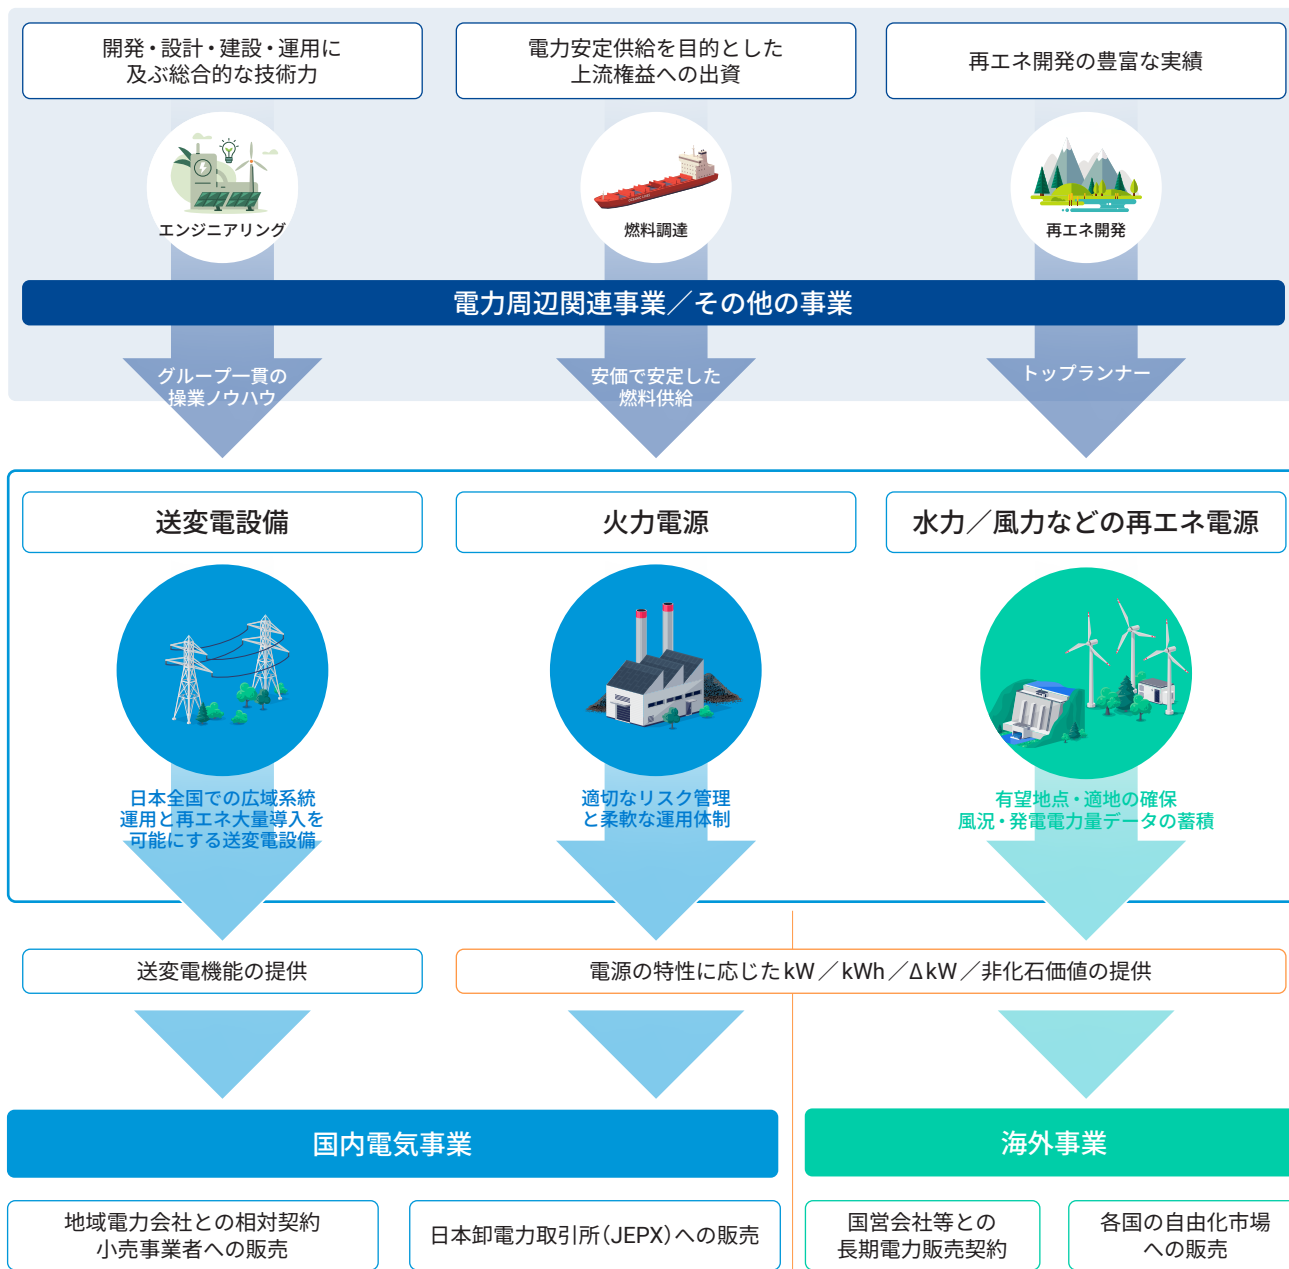 開発・設計・建設・運用に
及ぶ総合的な技術力
電力安定供給を目的とした
上流権益への出資
再エネ開発の豊富な実績
エンジニアリング
燃料調達
再エネ開発
電力周辺関連事業／その他の事業
グループ一貫の
操業ノウハウ
安価で安定した
燃料供給
トップランナー
送変電設備
火力電源
水力／風力などの再エネ電源
日本全国での広域系統
運用と再エネ大量導入を
可能にする送変電設備
適切なリスク管理
と柔軟な運用体制
有望地点・適地の確保
風況・発電電力量データの蓄積
送変電機能の提供
電源の特性に応じたkW／kWh／ΔkW／非化石価値の提供
国内電気事業
海外事業
地域電力会社との相対契約
小売事業者への販売
日本卸電力取引所（JEPX）への販売
国営会社等との
長期電力販売契約
各国の自由化市場
への販売